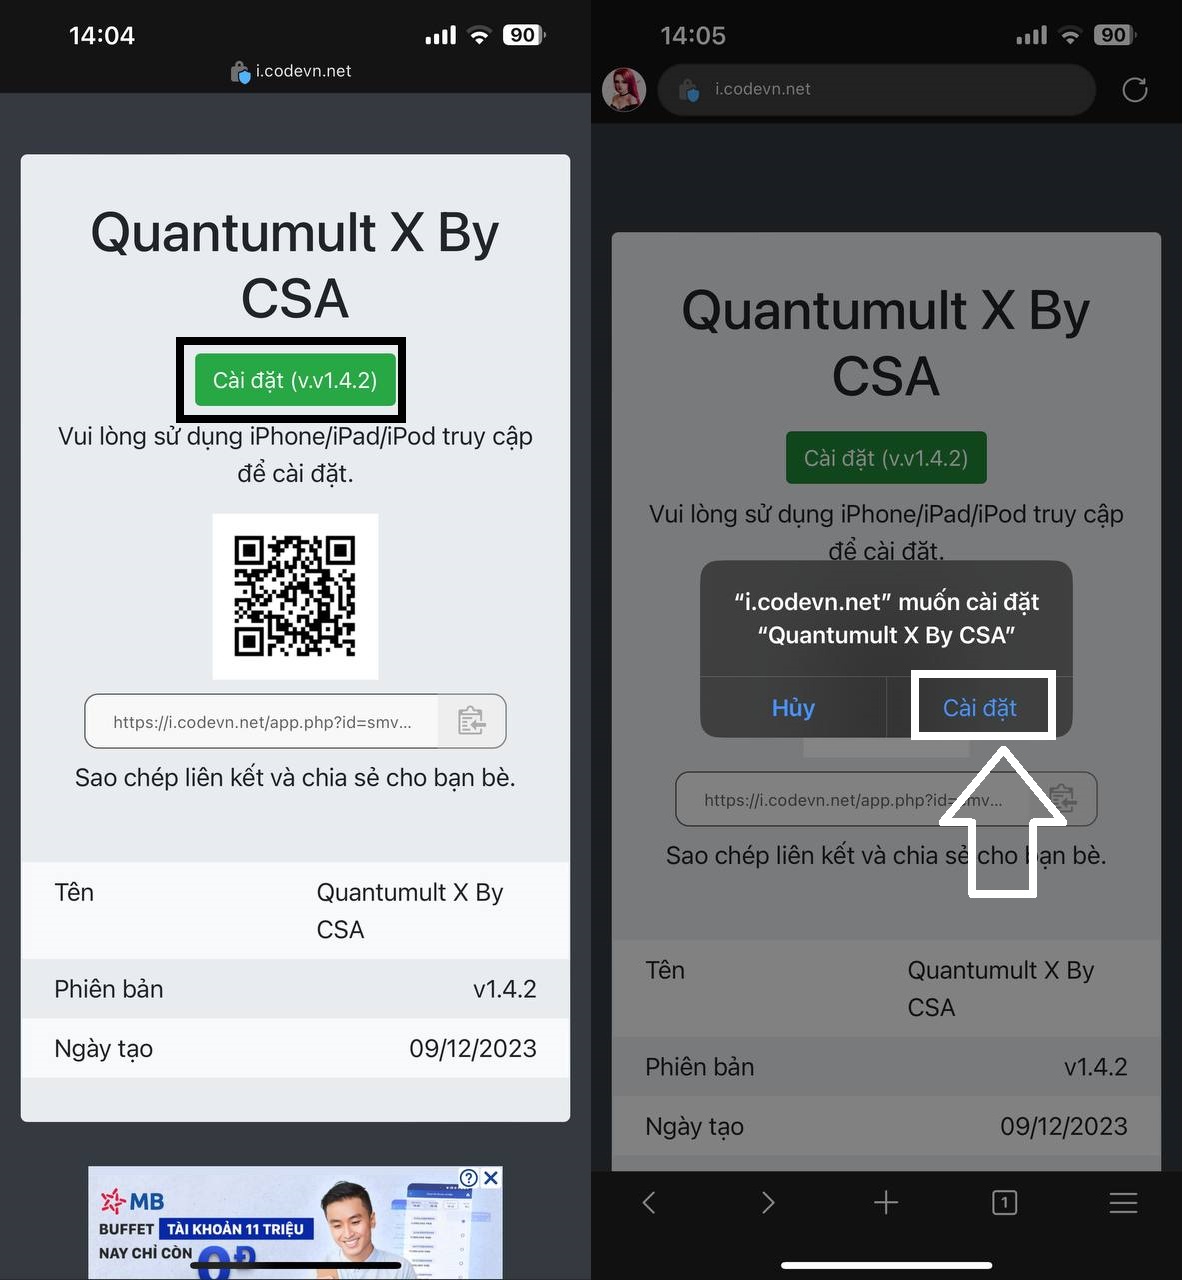 14:04
90
i.codevn.net
Quantumult X By
CSA
Cài đặt (v.v1.4.2)
Vui lòng sử dụng iPhone/iPad/iPod truy cập
để cài đặt.
https://i.codevn.net/app.php?id=smv...
Sao chép liên kết và chia sẻ cho bạn bè.
Tên
Quantumult X By
CSA
Phiên bản
v1.4.2
Ngày tạo
09/12/2023
MB
BUFFET TÀI KHOẢN 11 TRIỆU
NAY CHỈ CÒN 0Đ
14:05
90
i.codevn.net
Quantumult X By
CSA
Cài đặt (v.v1.4.2)
Vui lòng sử dụng iPhone/iPad/iPod truy cập
để cài đặt.
“i.codevn.net” muốn cài đặt
“Quantumult X By CSA”
Hủy
Cài đặt
https://i.codevn.net/app.php?id=smv...
Sao chép liên kết và chia sẻ cho bạn bè.
Tên
Quantumult X By
CSA
Phiên bản
v1.4.2
Ngày tạo
09/12/2023
1